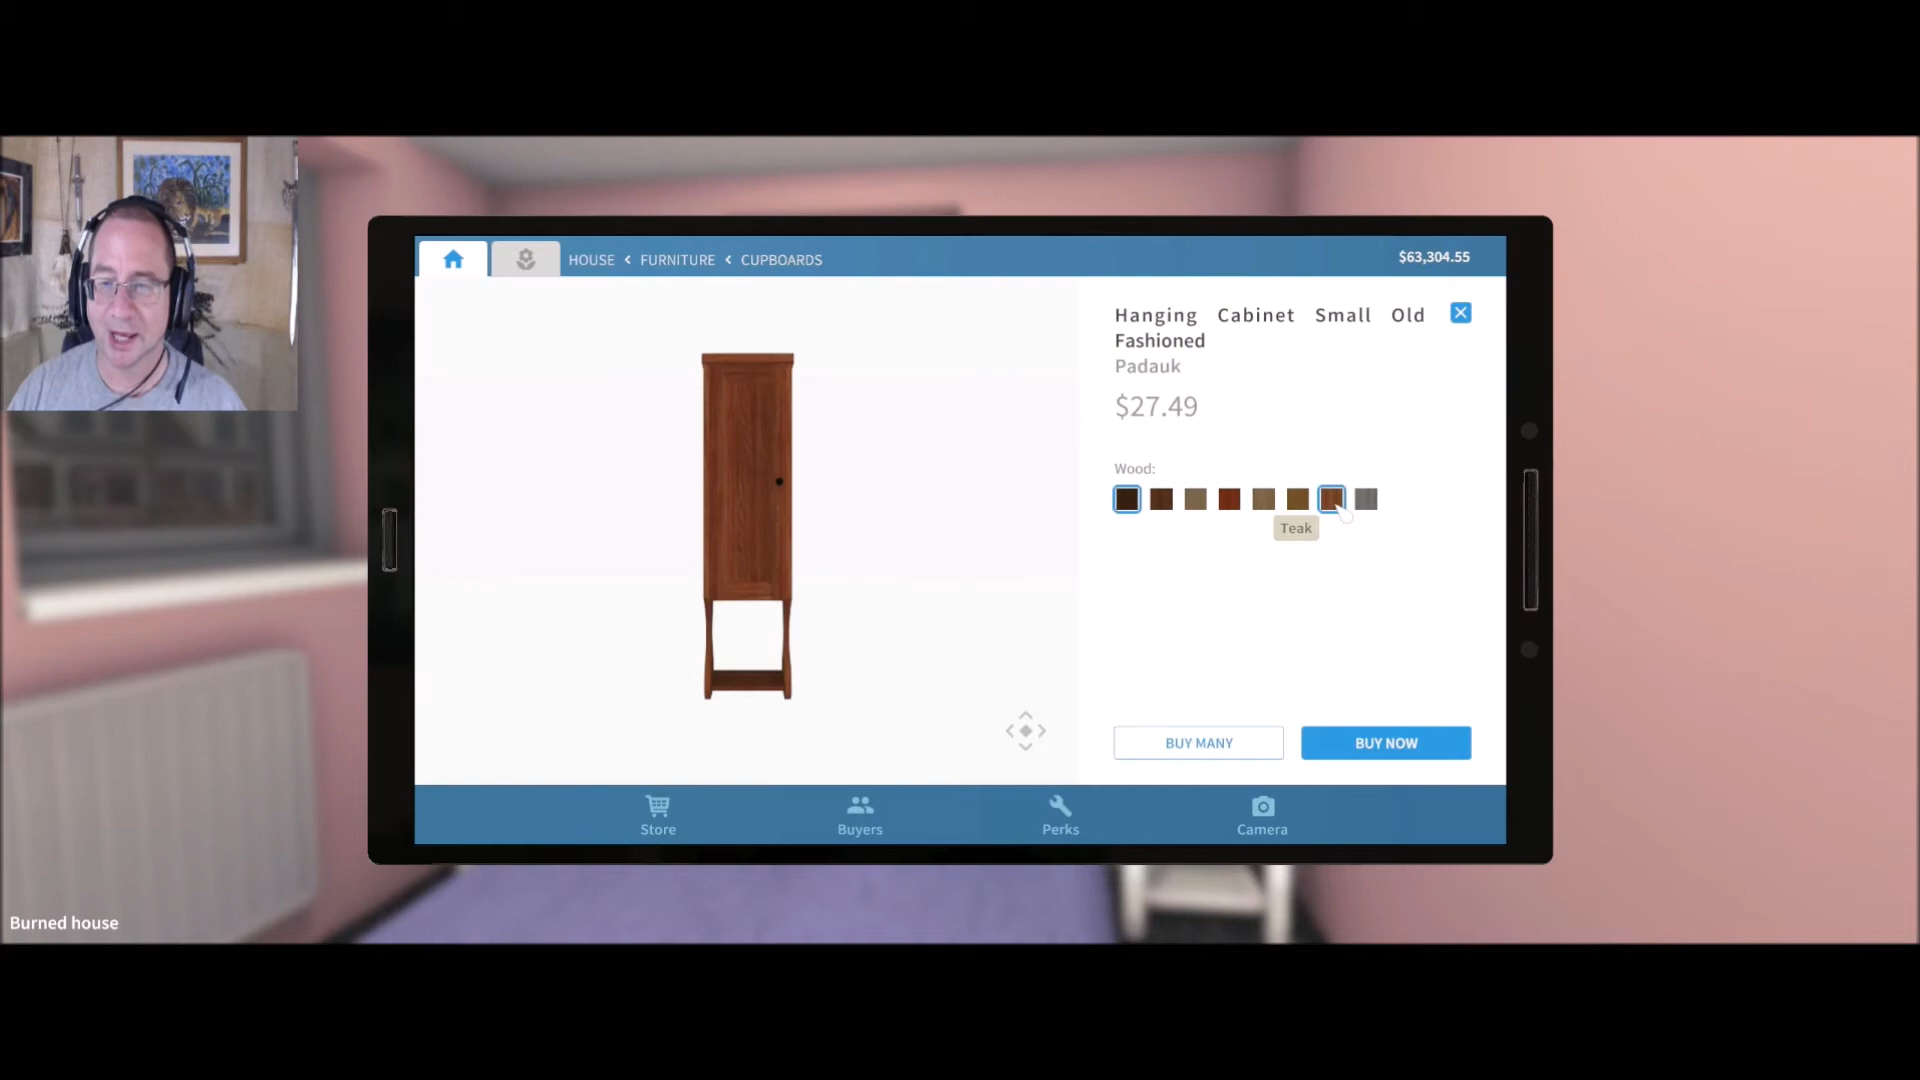 HOUSE < FURNITURE < CUPBOARDS
$63,304.55
Hanging Cabinet Small Old
Fashioned
Padauk
$27.49
Wood:
Teak
BUY MANY
BUY NOW
Store
Buyers
Perks
Camera
Burned house